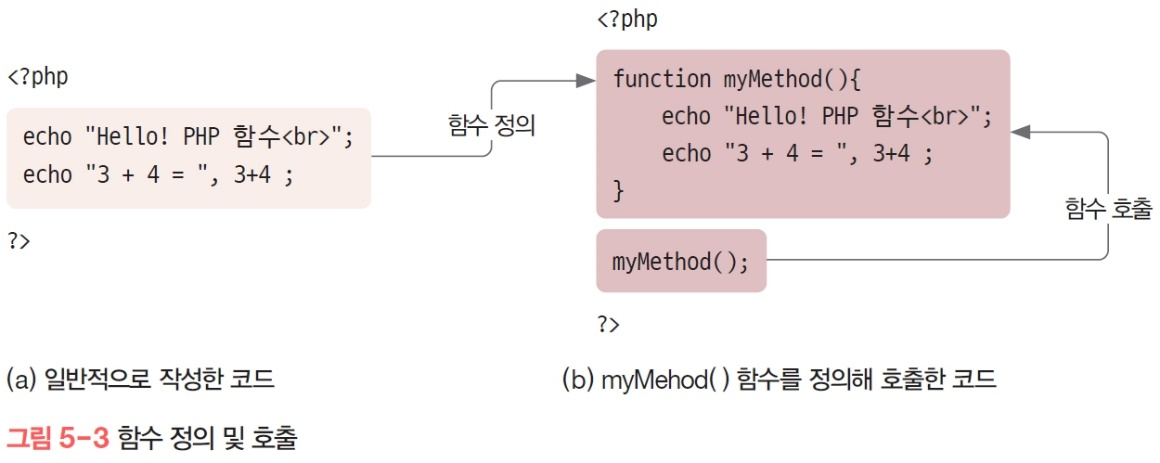 <?php
echo "Hello! PHP 함수<br>";
echo "3 + 4 = ", 3+4 ;
?>
함수 정의
<?php
function myMethod(){
echo "Hello! PHP 함수<br>";
echo "3 + 4 = ", 3+4 ;
}
함수 호출
myMethod();
?>
(a) 일반적으로 작성한 코드
(b) myMehod( ) 함수를 정의해 호출한 코드
그림 5-3 함수 정의 및 호출